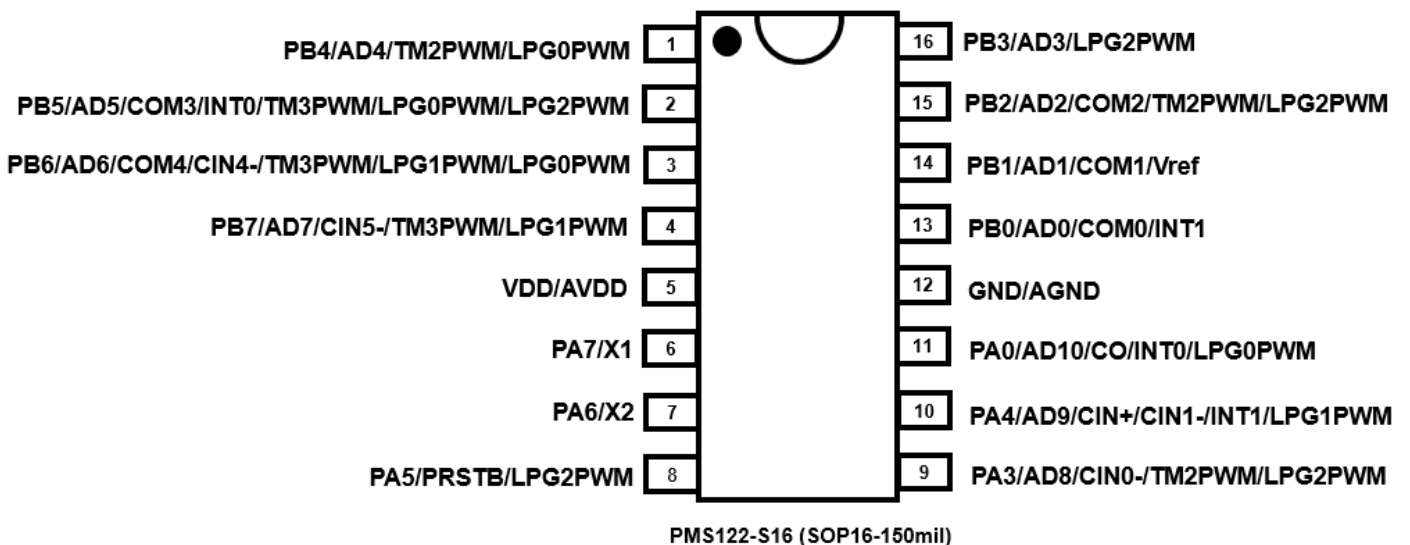 PB4/AD4/TM2PWM/LPG0PWM 1
PB5/AD5/COM3/INT0/TM3PWM/LPG0PWM/LPG2PWM 2
PB6/AD6/COM4/CIN4-/TM3PWM/LPG1PWM/LPG0PWM 3
PB7/AD7/CIN5-/TM3PWM/LPG1PWM 4
VDD/AVDD 5
PA7/X1 6
PA6/X2 7
PA5/PRSTB/LPG2PWM 8
16 PB3/AD3/LPG2PWM
15 PB2/AD2/COM2/TM2PWM/LPG2PWM
14 PB1/AD1/COM1/Vref
13 PB0/AD0/COM0/INT1
12 GND/AGND
11 PA0/AD10/CO/INT0/LPG0PWM
10 PA4/AD9/CIN+/CIN1-/INT1/LPG1PWM
9 PA3/AD8/CIN0-/TM2PWM/LPG2PWM
PMS122-S16 (SOP16-150mil)